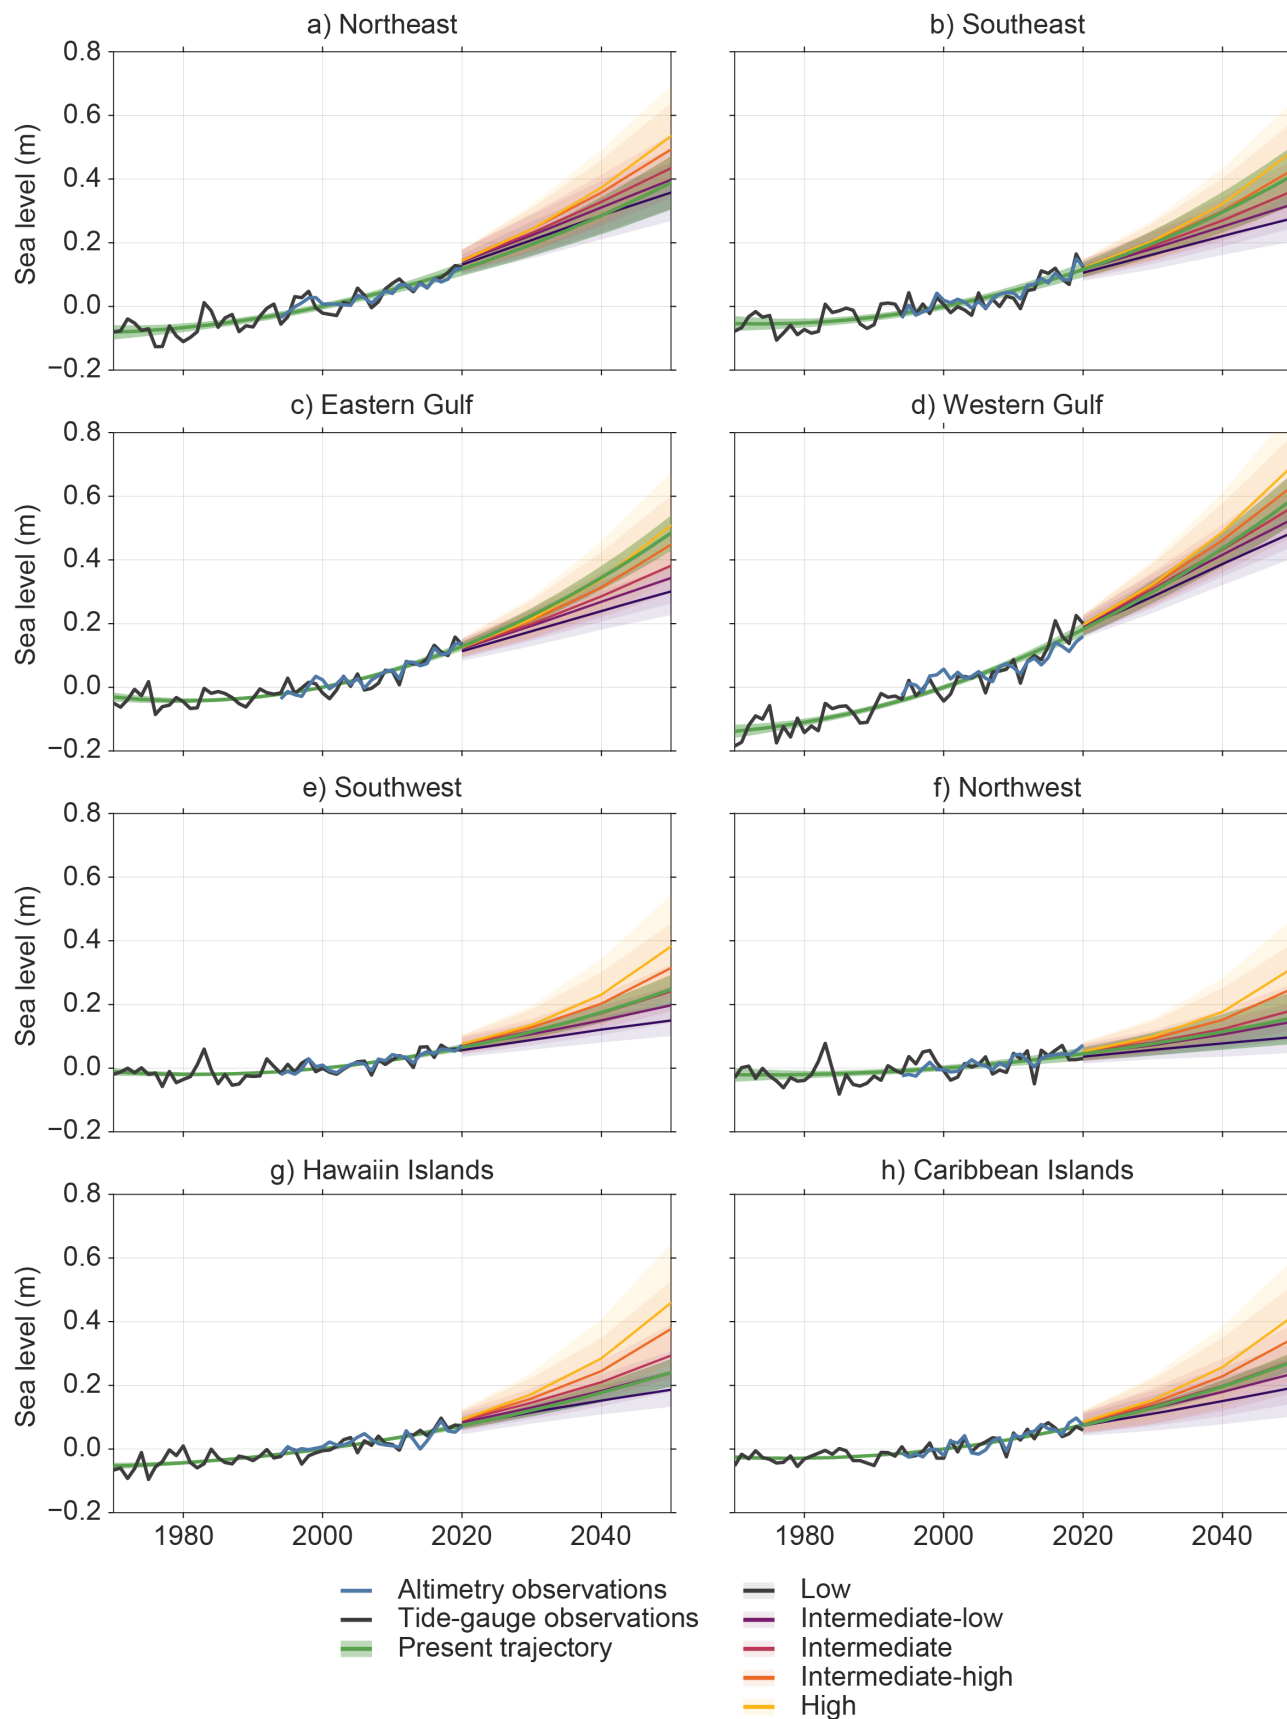 a) Northeast
b) Southeast
0.8
0.6
0.4
0.2
0.0
−0.2
Sea level (m)
c) Eastern Gulf
d) Western Gulf
0.8
0.6
0.4
0.2
0.0
−0.2
Sea level (m)
e) Southwest
f) Northwest
0.8
0.6
0.4
0.2
0.0
−0.2
Sea level (m)
g) Hawaiin Islands
h) Caribbean Islands
0.8
0.6
0.4
0.2
0.0
−0.2
Sea level (m)
1980 2000 2020 2040
1980 2000 2020 2040
Altimetry observations
Tide-gauge observations
Present trajectory
Low
Intermediate-low
Intermediate
Intermediate-high
High